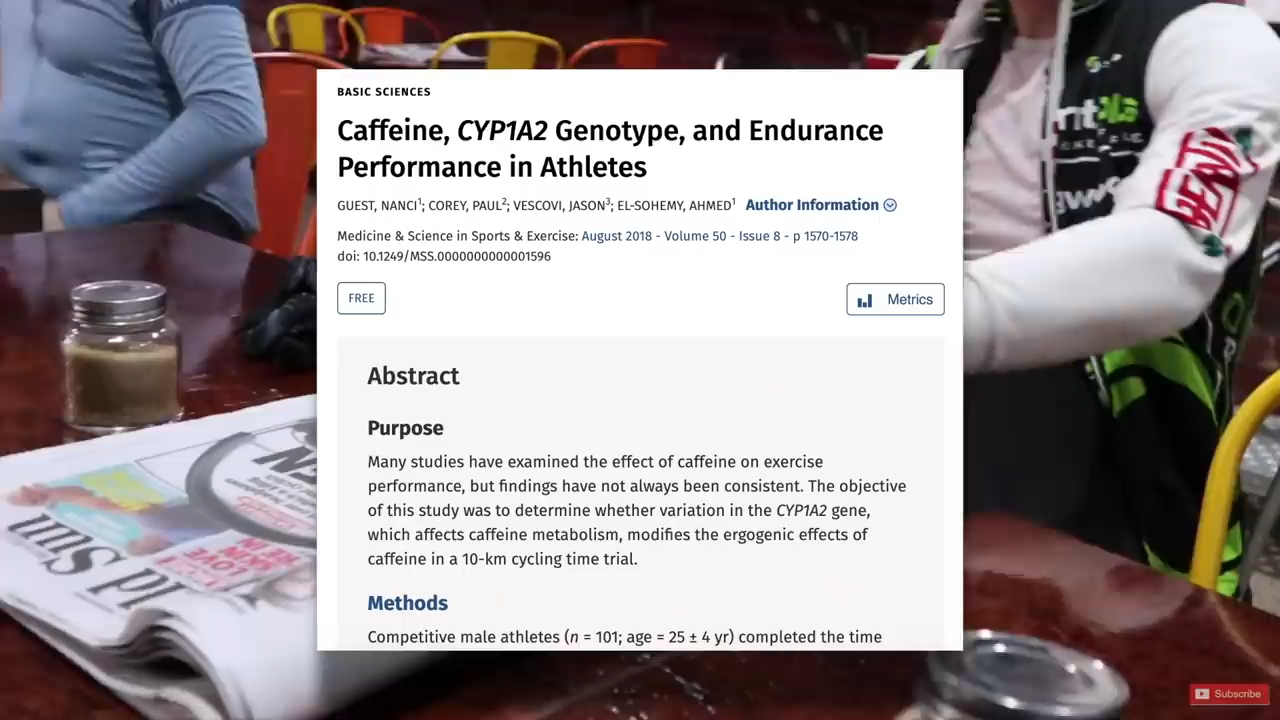 BASIC SCIENCES
Caffeine, CYP1A2 Genotype, and Endurance
Performance in Athletes
GUEST, NANCI1; COREY, PAUL2; VESCOVI, JASON3; EL-SOHEMY, AHMED1 Author Information
Medicine & Science in Sports & Exercise: August 2018 - Volume 50 - Issue 8 - p 1570-1578
doi: 10.1249/MSS.0000000000001596
FREE
Metrics
Abstract
Purpose
Many studies have examined the effect of caffeine on exercise
performance, but findings have not always been consistent. The objective
of this study was to determine whether variation in the CYP1A2 gene,
which affects caffeine metabolism, modifies the ergogenic effects of
caffeine in a 10-km cycling time trial.
Methods
Competitive male athletes (n = 101; age = 25 ± 4 yr) completed the time
Subscribe